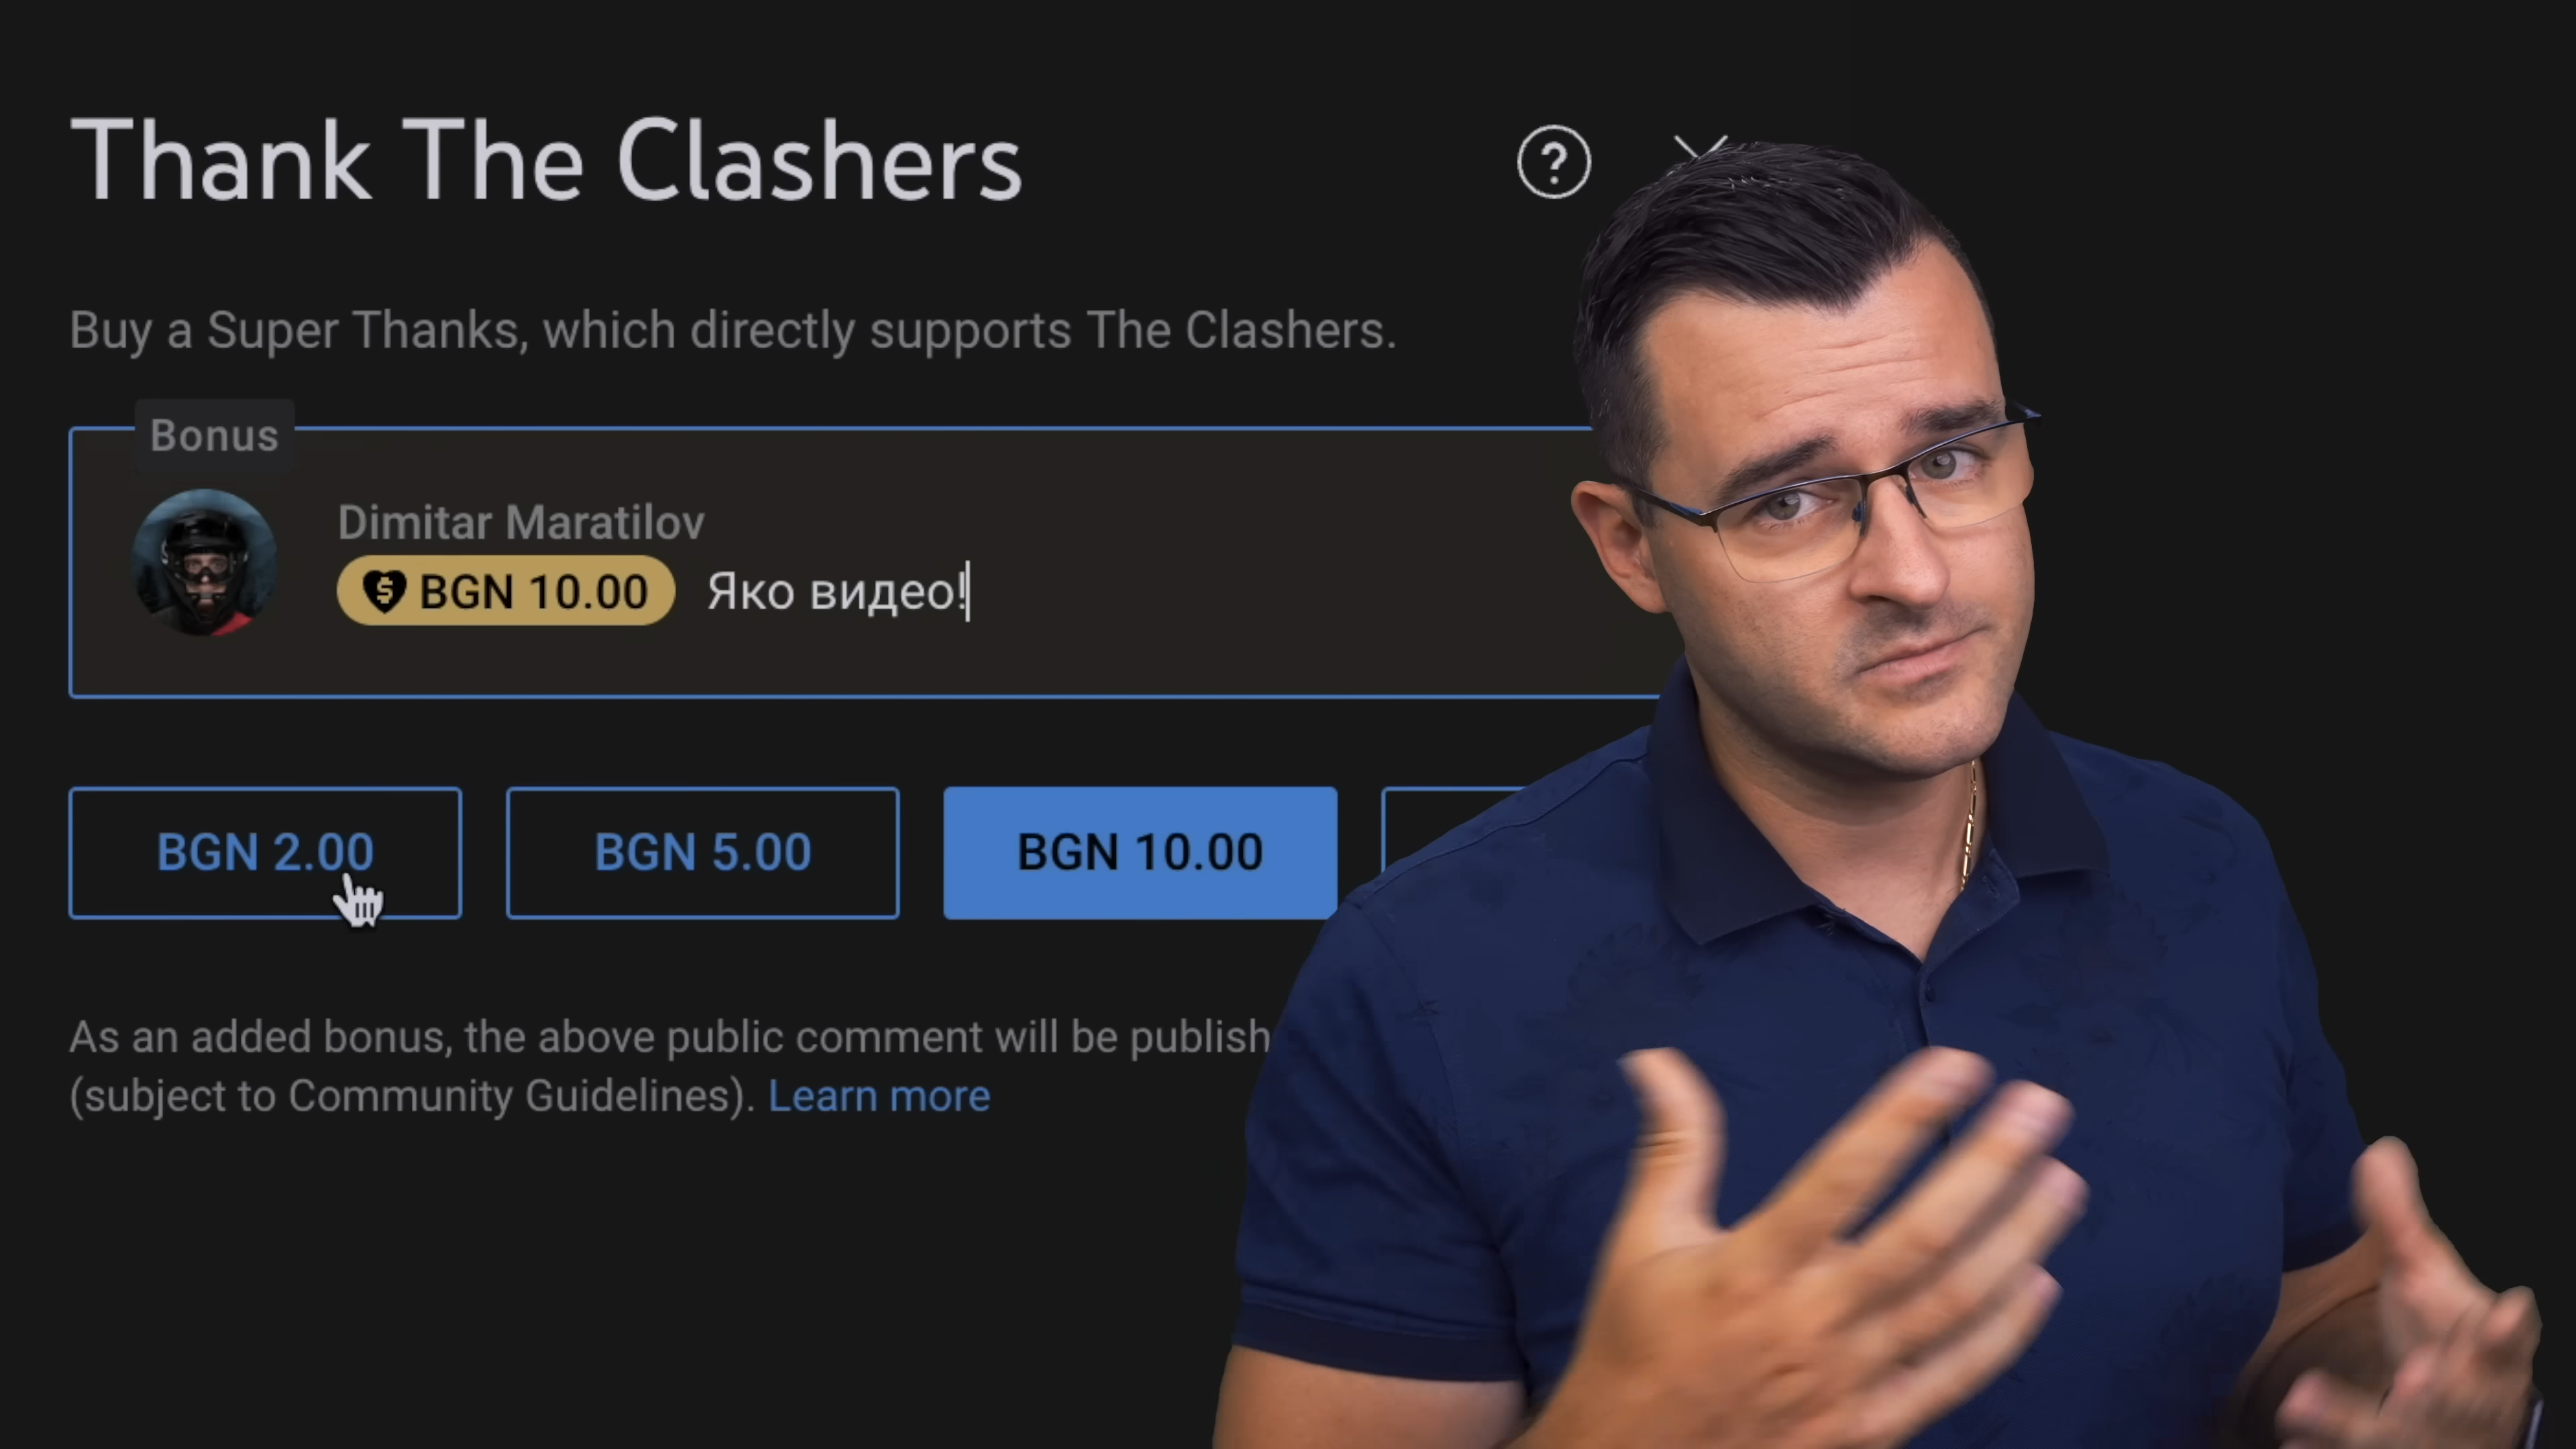 Thank The Clashers
?
Buy a Super Thanks, which directly supports The Clashers.
Bonus
Dimitar Maratilov
BGN 10.00 Яко видео!
BGN 2.00 BGN 5.00 BGN 10.00
As an added bonus, the above public comment will be publish
(subject to Community Guidelines). Learn more